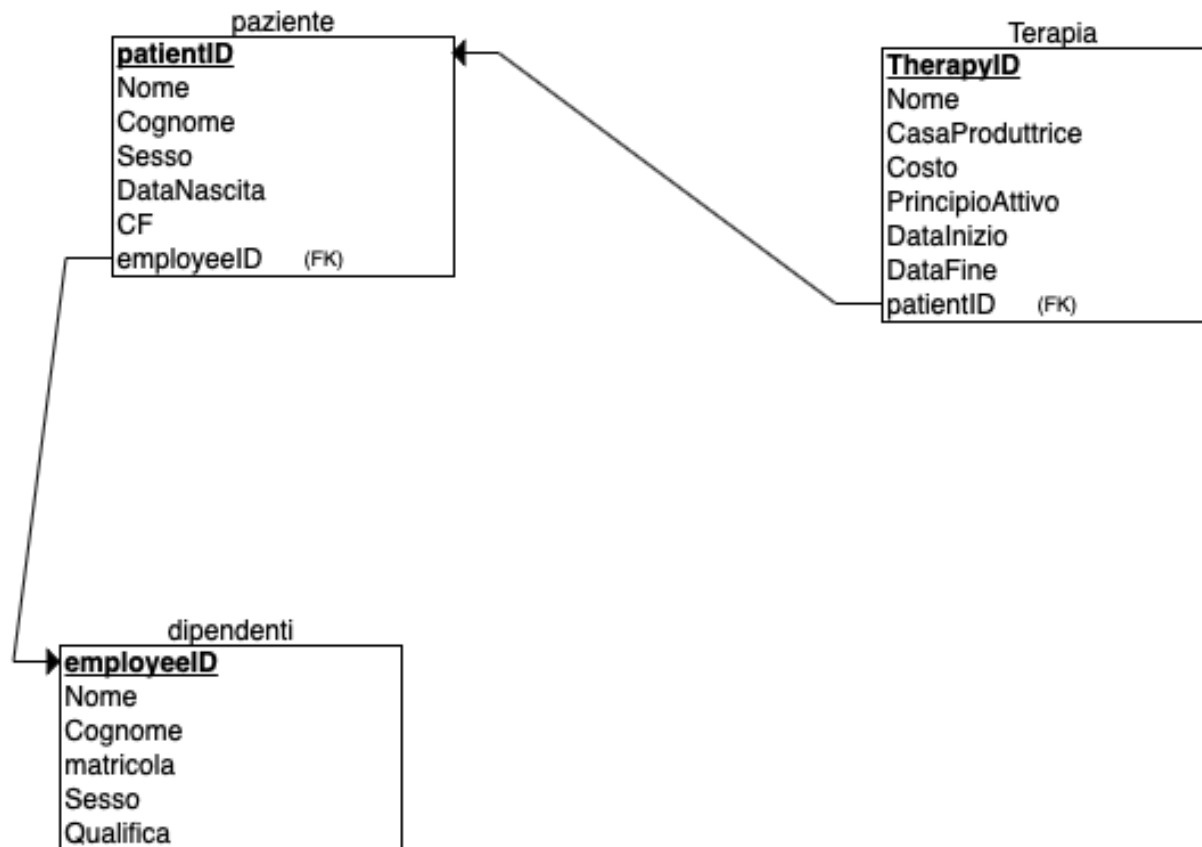 paziente
patientID
Nome
Cognome
Sesso
DataNascita
CF
employeeID (FK)
Terapia
TherapyID
Nome
CasaProduttrice
Costo
PrincipioAttivo
DataInizio
DataFine
patientID (FK)
dipendenti
employeeID
Nome
Cognome
matricola
Sesso
Qualifica